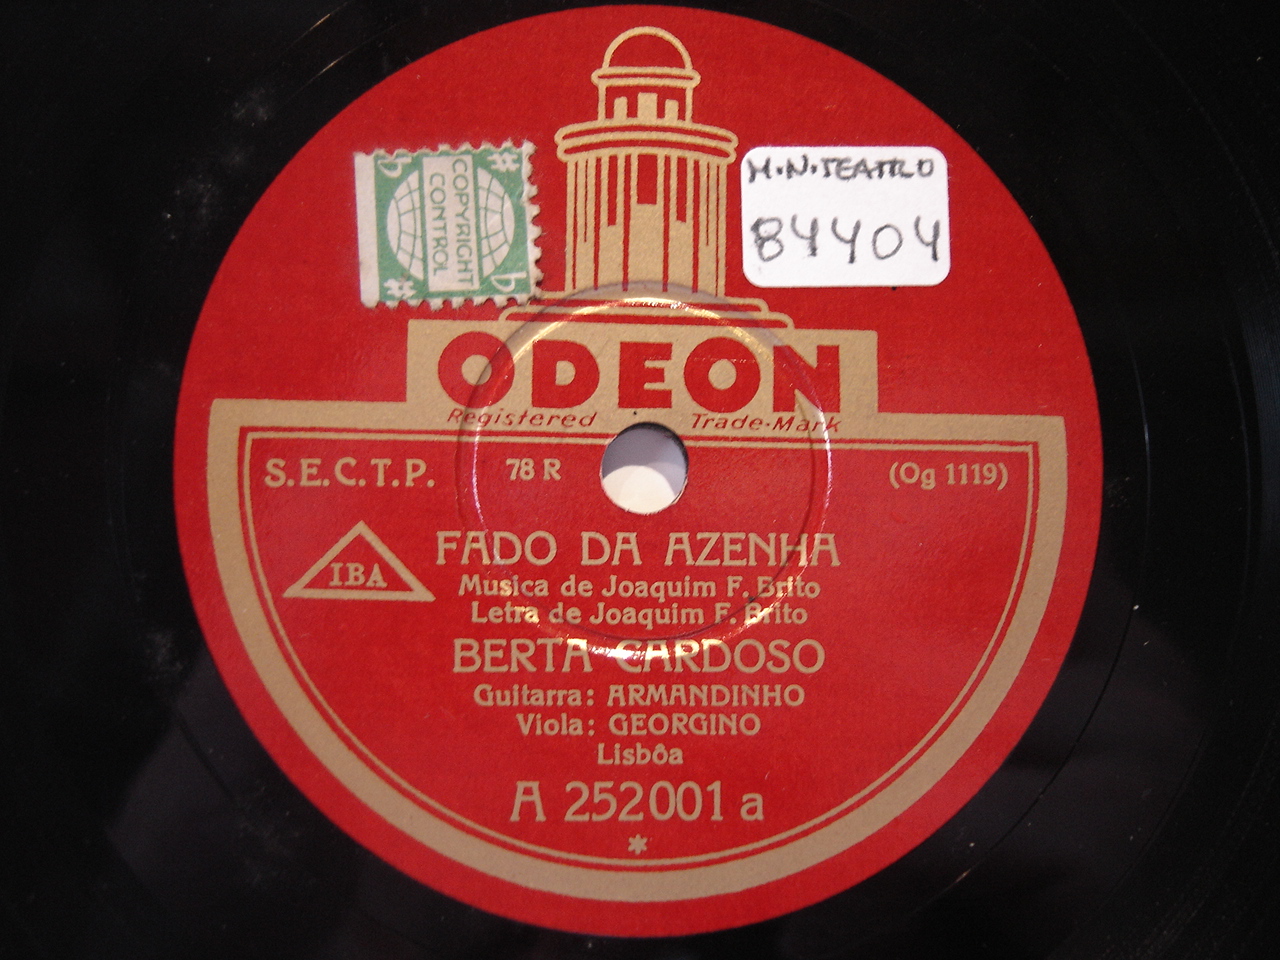 COPYRIGHT
CONTROL
M.N.TEATRO
84404
ODEON
Registered Trade-Mark
S.E.C.T.P. 78 R (Og 1119)
IBA
FADO DA AZENHA
Musica de Joaquim F. Brito
Letra de Joaquim F. Brito
BERTA CARDOSO
Guitarra: ARMANDINHO
Viola: GEORGINO
Lisbôa
A 252001 a